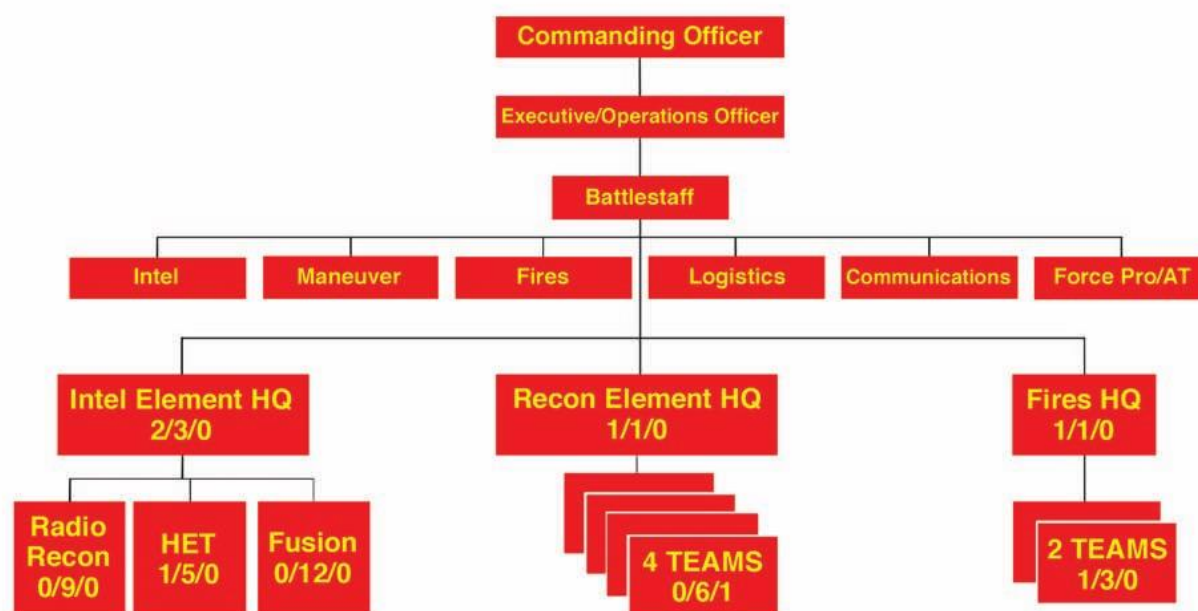 Commanding Officer
Executive/Operations Officer
Battlestaff
Intel
Maneuver
Fires
Logistics
Communications
Force Pro/AT
Intel Element HQ
2/3/0
Recon Element HQ
1/1/0
Fires HQ
1/1/0
Radio
Recon
0/9/0
HET
1/5/0
Fusion
0/12/0
4 TEAMS
0/6/1
2 TEAMS
1/3/0